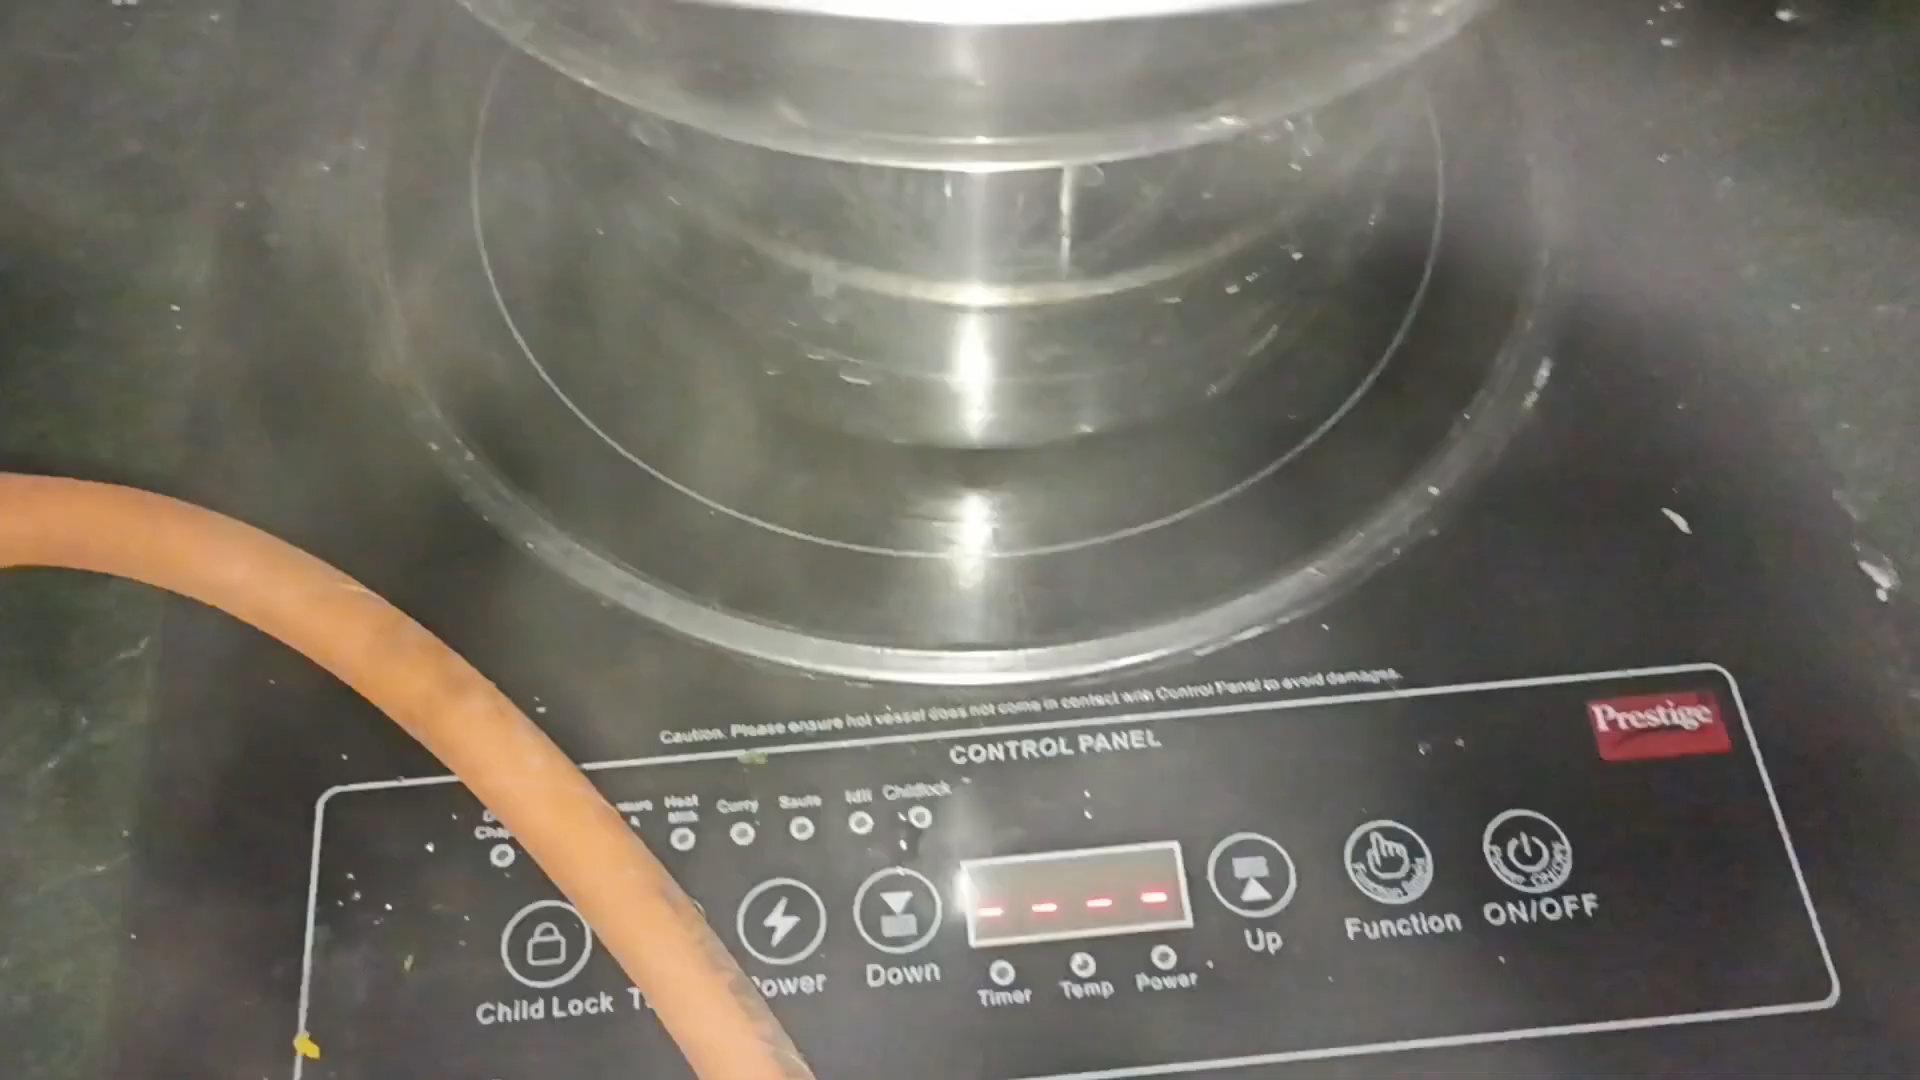 Caution. Please ensure hot vessel does not come in contact with Control Panel to avoid damages.
Prestige
CONTROL PANEL
Heat Milk
Curry
Saute
Idli
Childlock
Child Lock
Down
- - - -
Timer
Temp
Power
Up
Function
ON/OFF